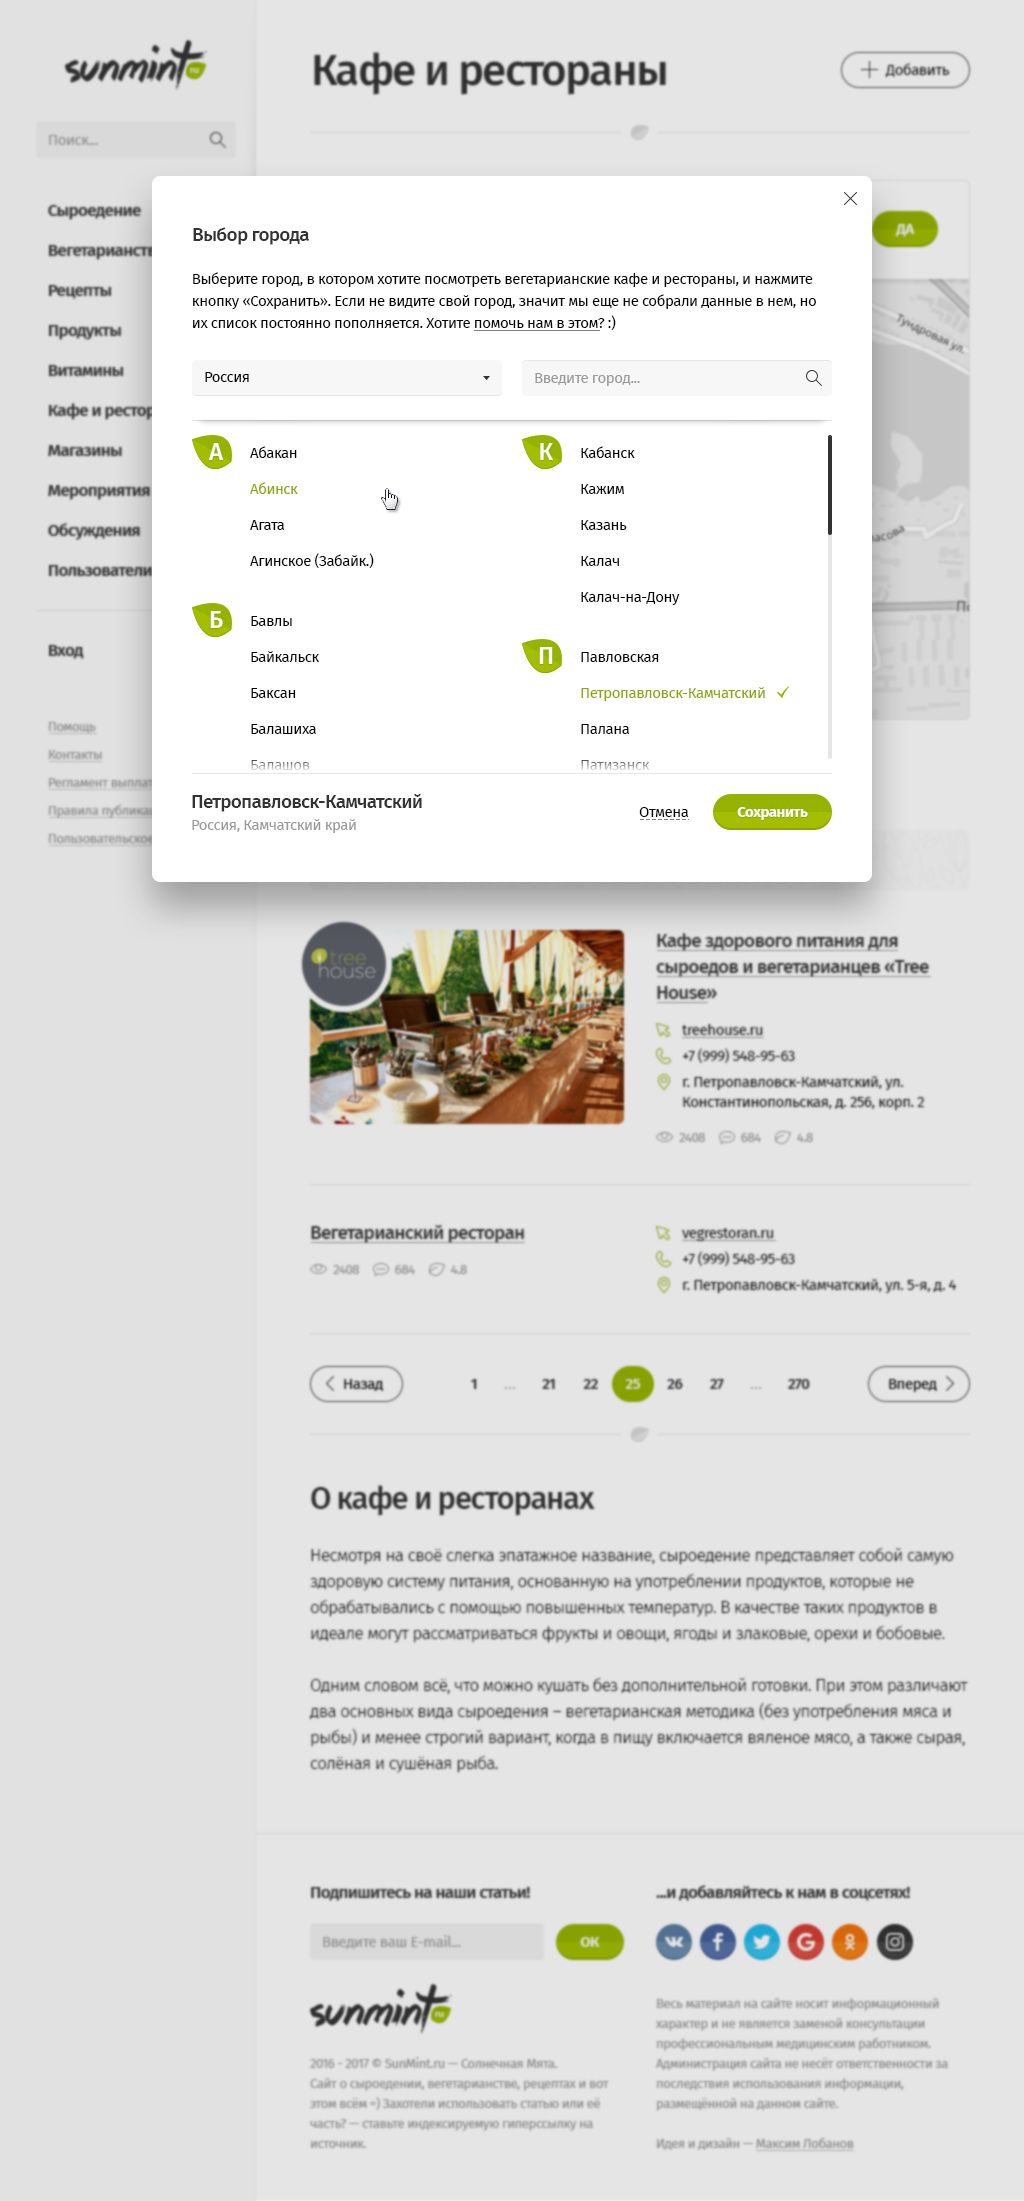 sunmint.ru
Кафе и рестораны
Добавить
Поиск...
Сыроедение
Вегетарианств
Рецепты
Продукты
Витамины
Кафе и рестор
Магазины
Мероприятия
Обсуждения
Пользователи
Вход
Помощь
Контакты
Регламент выплат
Правила публикац
Пользовательское
ДА
Тундровая ул.
Выбор города
Выберите город, в котором хотите посмотреть вегетарианские кафе и рестораны, и нажмите
кнопку «Сохранить». Если не видите свой город, значит мы еще не собрали данные в нем, но
их список постоянно пополняется. Хотите помочь нам в этом? :)
Россия
Введите город...
А
Абакан
Абинск
Агата
Агинское (Забайк.)
Б
Бавлы
Байкальск
Баксан
Балашиха
Балашов
К
Кабанск
Кажим
Казань
Калач
Калач-на-Дону
П
Павловская
Петропавловск-Камчатский
Палана
Патизанск
Петропавловск-Камчатский
Россия, Камчатский край
Отмена
Сохранить
tree
house
Кафе здорового питания для
сыроедов и вегетарианцев «Tree
House»
treehouse.ru
+7 (999) 548-95-63
г. Петропавловск-Камчатский, ул.
Константинопольская, д. 256, корп. 2
2408 684 4.8
Вегетарианский ресторан
2408 684 4.8
vegrestoran.ru
+7 (999) 548-95-63
г. Петропавловск-Камчатский, ул. 5-я, д. 4
Назад 1 ... 21 22 25 26 27 ... 270 Вперед
О кафе и ресторанах
Несмотря на своё слегка эпатажное название, сыроедение представляет собой самую
здоровую систему питания, основанную на употреблении продуктов, которые не
обрабатывались с помощью повышенных температур. В качестве таких продуктов в
идеале могут рассматриваться фрукты и овощи, ягоды и злаковые, орехи и бобовые.
Одним словом всё, что можно кушать без дополнительной готовки. При этом различают
два основных вида сыроедения – вегетарианская методика (без употребления мяса и
рыбы) и менее строгий вариант, когда в пищу включается вяленое мясо, а также сырая,
солёная и сушёная рыба.
Подпишитесь на наши статьи!
Введите ваш E-mail...
ОК
sunmint.ru
2016 - 2017 © SunMint.ru — Солнечная Мята.
Сайт о сыроедении, вегетарианстве, рецептах и вот
этом всём =) Захотели использовать статью или её
часть? — ставьте индексируемую гиперссылку на
источник.
...и добавляйтесь к нам в соцсетях!
Весь материал на сайте носит информационный
характер и не является заменой консультации
профессиональным медицинским работником.
Администрация сайта не несёт ответственности за
последствия использования информации,
размещённой на данном сайте.
Идея и дизайн — Максим Лобанов